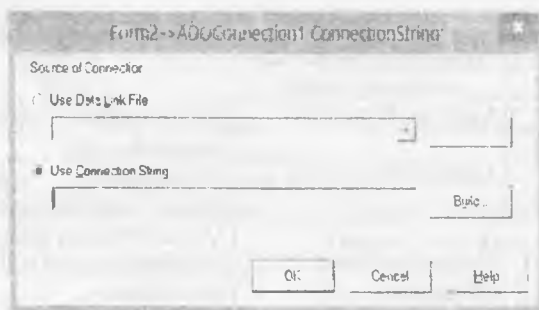 Form2->ADOConnection1 ConnectionString
Source of Connection
Use Data Link File
Use Connection String
Build...
OK Cancel Help